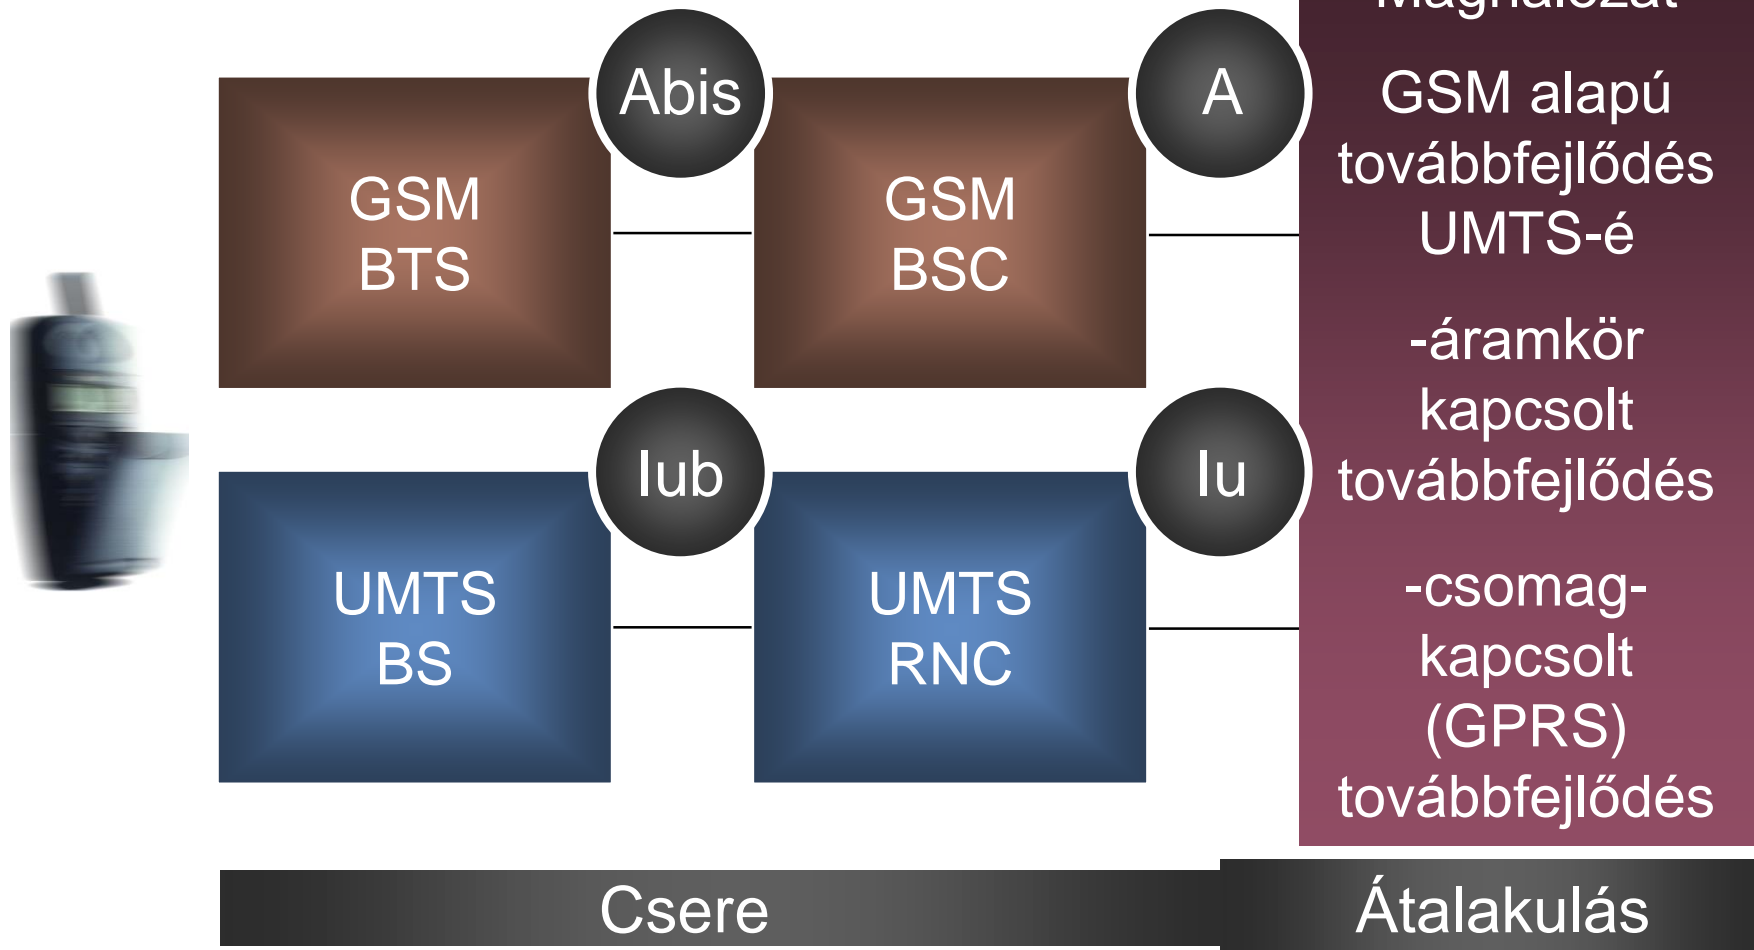 Abis
A
GSM
BTS
GSM
BSC
Iub
Iu
UMTS
BS
UMTS
RNC
Maghálózat
GSM alapú
továbbfejlődés
UMTS-é
-áramkör
kapcsolt
továbbfejlődés
-csomag-
kapcsolt
(GPRS)
továbbfejlődés
Csere
Átalakulás